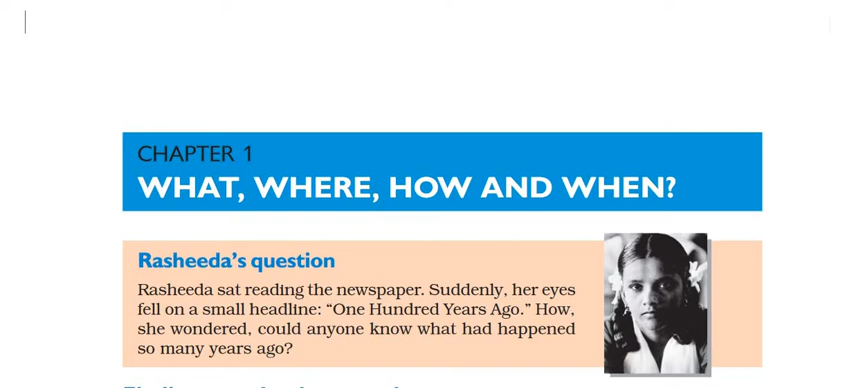 CHAPTER 1
WHAT, WHERE, HOW AND WHEN?
Rasheeda's question
Rasheeda sat reading the newspaper. Suddenly, her eyes
fell on a small headline: “One Hundred Years Ago.” How,
she wondered, could anyone know what had happened
so many years ago?